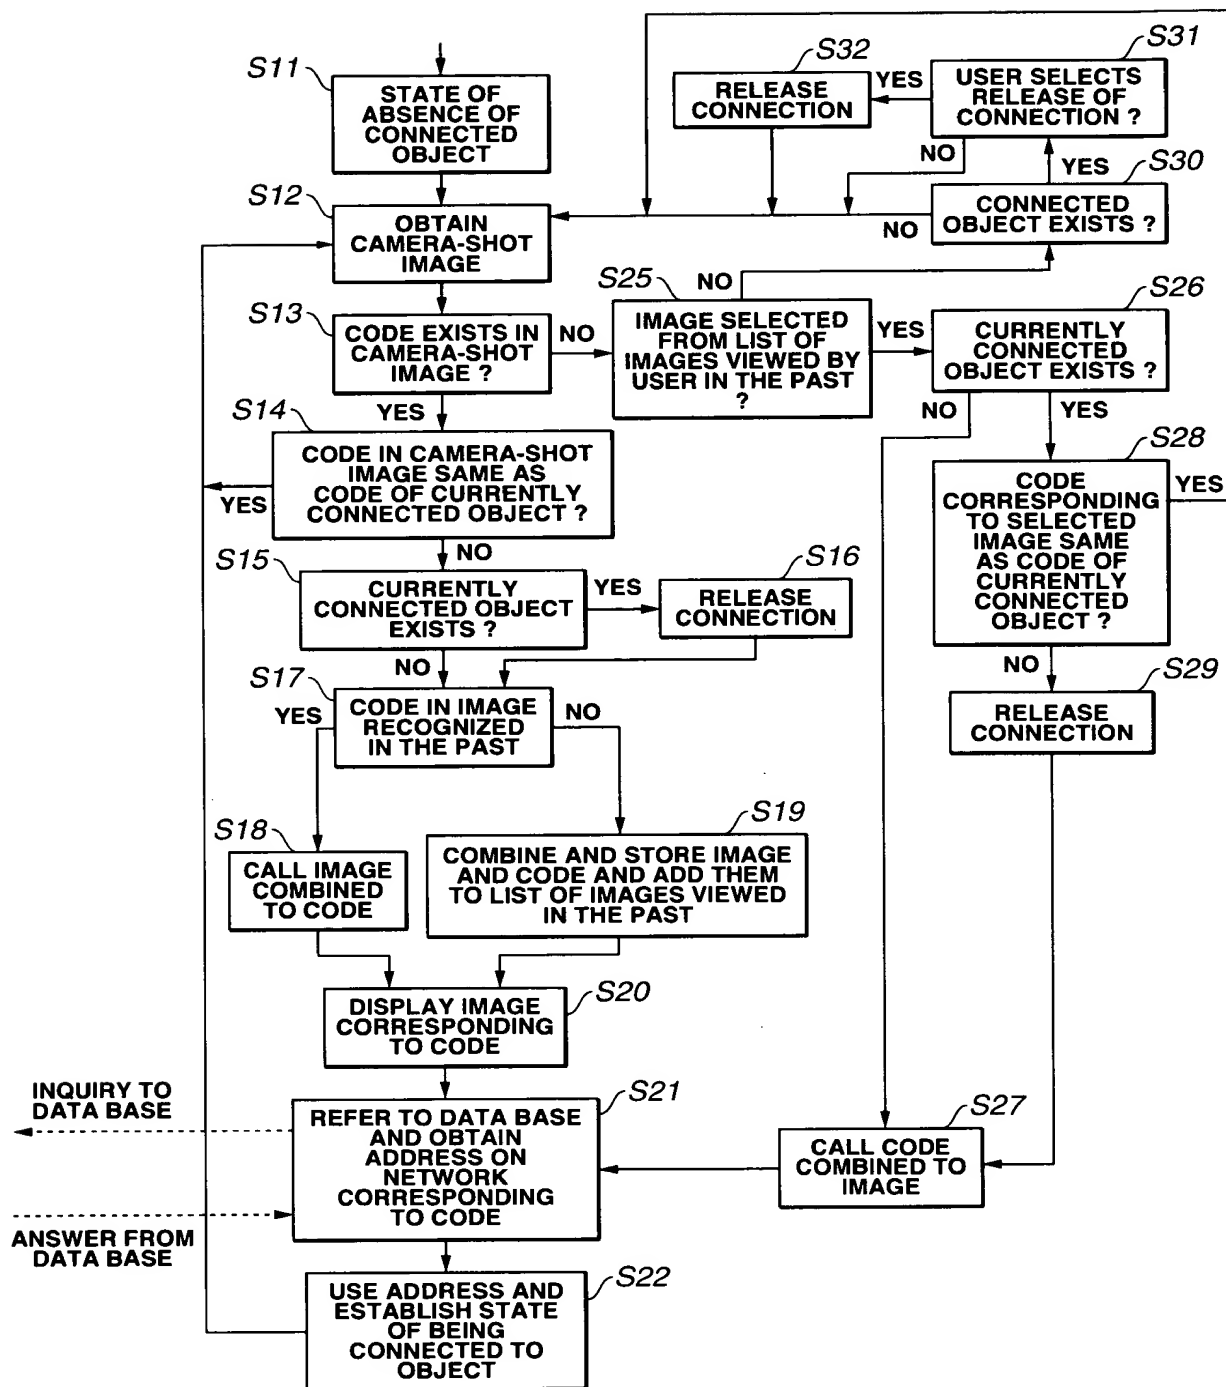 S11
STATE OF
ABSENCE OF
CONNECTED
OBJECT
S12
OBTAIN
CAMERA-SHOT
IMAGE
S13
CODE EXISTS IN
CAMERA-SHOT
IMAGE ?
NO
YES
S14
CODE IN CAMERA-SHOT
IMAGE SAME AS
CODE OF CURRENTLY
CONNECTED OBJECT ?
YES
NO
S15
CURRENTLY
CONNECTED OBJECT
EXISTS ?
YES
NO
S16
RELEASE
CONNECTION
S17
CODE IN IMAGE
RECOGNIZED
IN THE PAST
YES
NO
S18
CALL IMAGE
COMBINED
TO CODE
S19
COMBINE AND STORE IMAGE
AND CODE AND ADD THEM
TO LIST OF IMAGES VIEWED
IN THE PAST
S20
DISPLAY IMAGE
CORRESPONDING
TO CODE
S21
REFER TO DATA BASE
AND OBTAIN
ADDRESS ON
NETWORK
CORRESPONDING
TO CODE
INQUIRY TO
DATA BASE
ANSWER FROM
DATA BASE
S22
USE ADDRESS AND
ESTABLISH STATE
OF BEING
CONNECTED TO
OBJECT
S25
IMAGE SELECTED
FROM LIST OF
IMAGES VIEWED BY
USER IN THE PAST
?
NO
YES
S26
CURRENTLY
CONNECTED
OBJECT EXISTS ?
NO
YES
S27
CALL CODE
COMBINED TO
IMAGE
S28
CODE
CORRESPONDING
TO SELECTED
IMAGE SAME
AS CODE OF
CURRENTLY
CONNECTED
OBJECT ?
YES
NO
S29
RELEASE
CONNECTION
S30
CONNECTED
OBJECT EXISTS ?
NO
YES
S31
USER SELECTS
RELEASE OF
CONNECTION ?
YES
NO
S32
RELEASE
CONNECTION